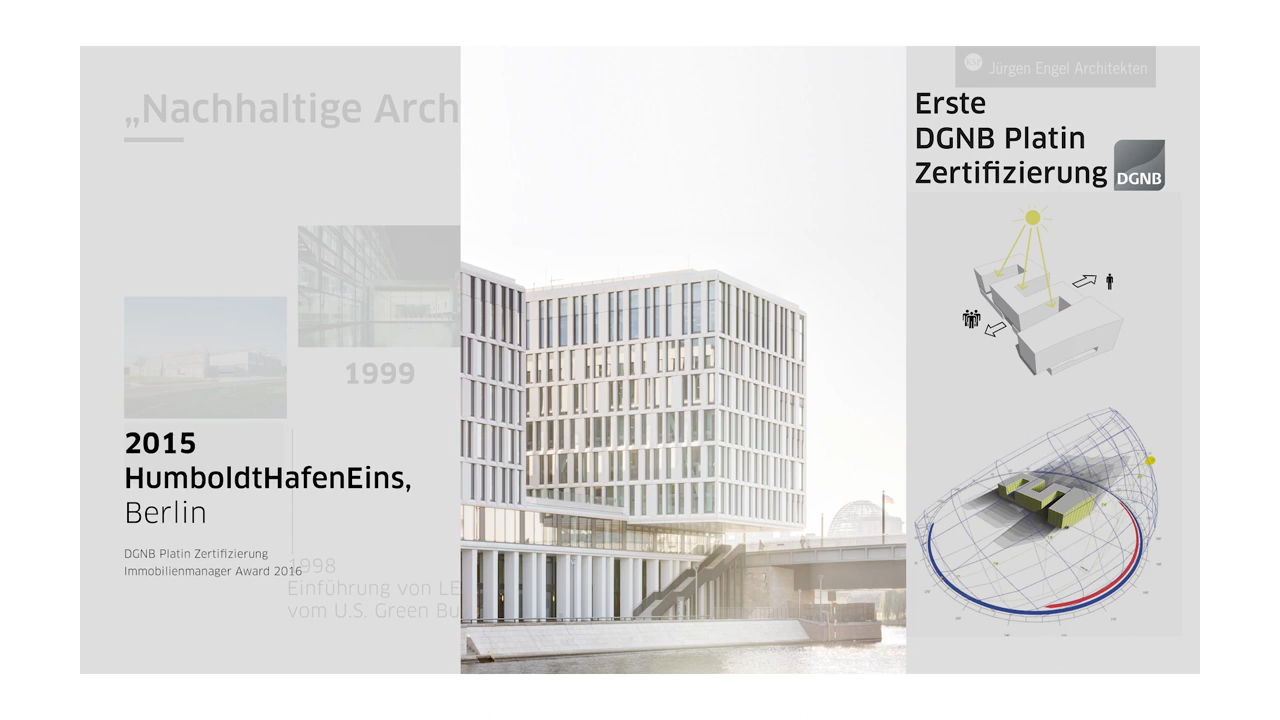 „Nachhaltige Arch
1999
2015
HumboldtHafenEins,
Berlin
DGNB Platin Zertifizierung
Immobilienmanager Award 2016
1998
Einführung von LE
vom U.S. Green Bu
KSP Jürgen Engel Architekten
Erste
DGNB Platin
Zertifizierung
DGNB